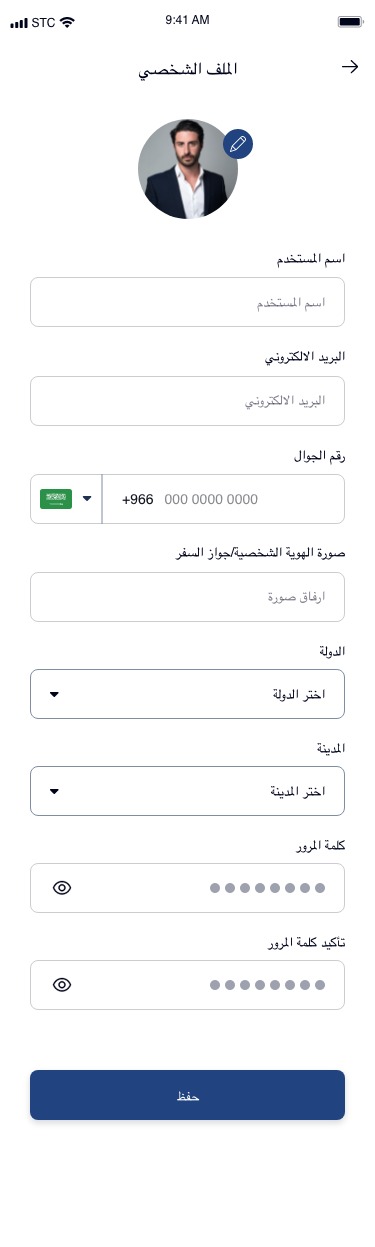 STC
9:41 AM
الملف الشخصي
اسم المستخدم
اسم المستخدم
البريد الالكتروني
البريد الالكتروني
رقم الجوال
+966 000 0000 0000
صورة الهوية الشخصية/جواز السفر
ارفاق صورة
الدولة
اختر الدولة
المدينة
اختر المدينة
كلمة المرور
تأكيد كلمة المرور
حفظ